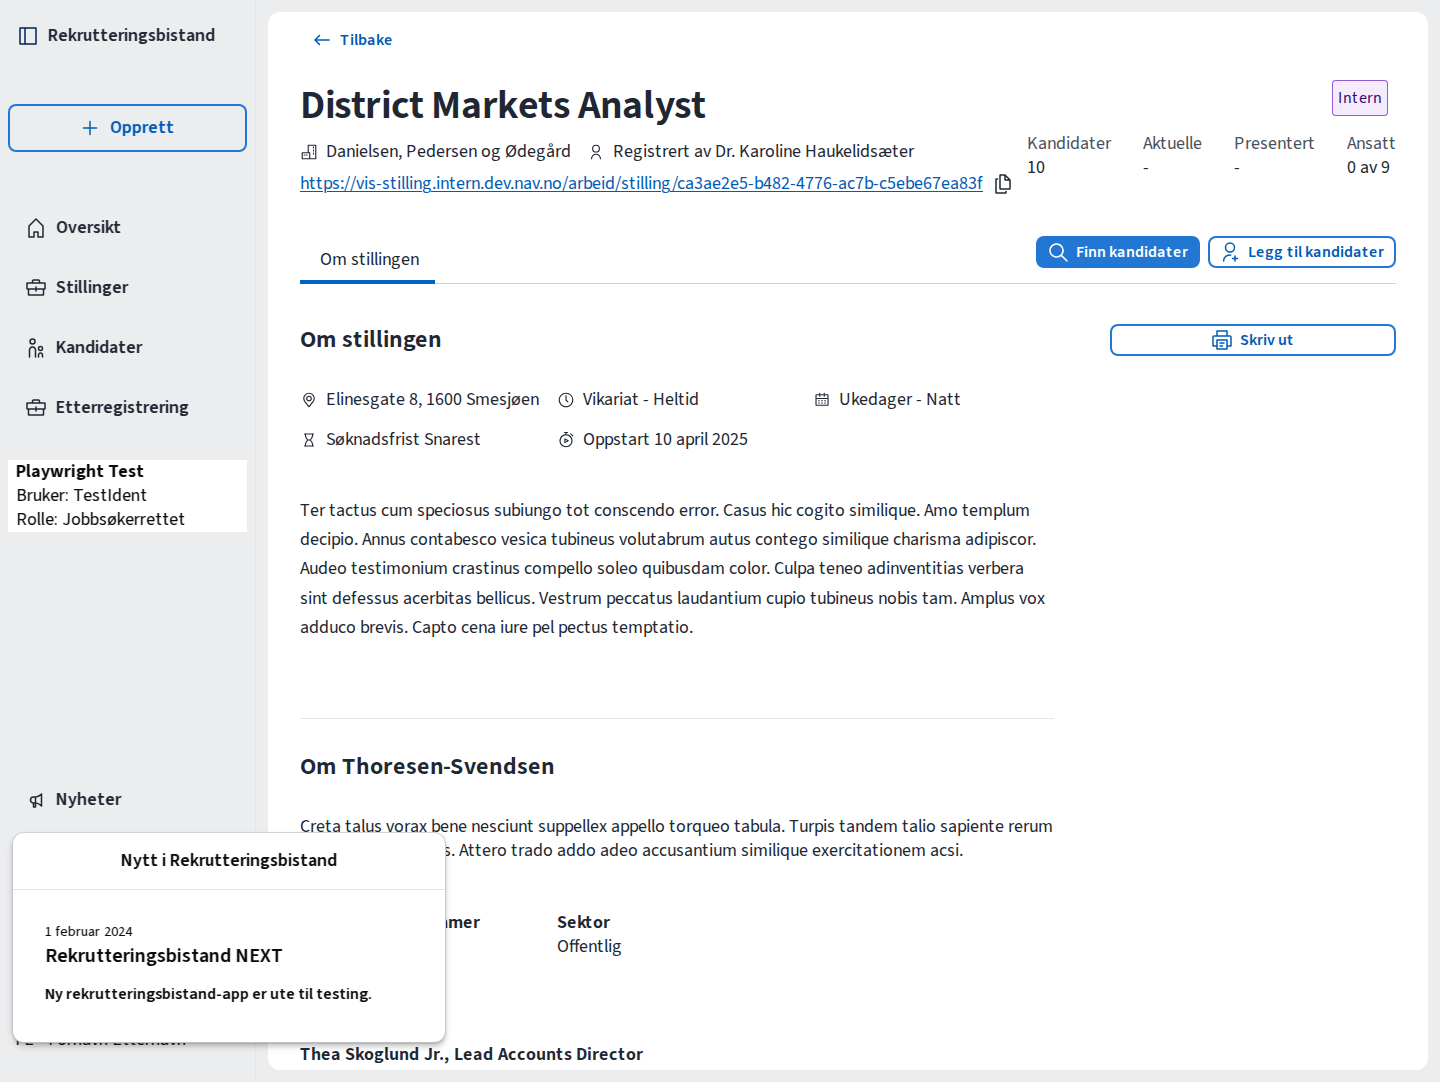 Rekrutteringsbistand
Opprett
Oversikt
Stillinger
Kandidater
Etterregistrering
Playwright Test
Bruker: TestIdent
Rolle: Jobbsøkerrettet
Nyheter
Nytt i Rekrutteringsbistand
1 februar 2024
Rekrutteringsbistand NEXT
Ny rekrutteringsbistand-app er ute til testing.
Tilbake
District Markets Analyst
Intern
Danielsen, Pedersen og Ødegård Registrert av Dr. Karoline Haukelidsæter
https://vis-stilling.intern.dev.nav.no/arbeid/stilling/ca3ae2e5-b482-4776-ac7b-c5ebe67ea83f
Kandidater Aktuelle Presentert Ansatt
10 - - 0 av 9
Om stillingen
Finn kandidater
Legg til kandidater
Om stillingen
Skriv ut
Elinesgate 8, 1600 Smesjøen Vikariat - Heltid Ukedager - Natt
Søknadsfrist Snarest Oppstart 10 april 2025
Ter tactus cum speciosus subiungo tot conscendo error. Casus hic cogito similique. Amo templum
decipio. Annus contabesco vesica tubineus volutabrum autus contego similique charisma adipiscor.
Audeo testimonium crastinus compello soleo quibusdam color. Culpa teneo adinventitias verbera
sint defessus acerbitas bellicus. Vestrum peccatus laudantium cupio tubineus nobis tam. Amplus vox
adduco brevis. Capto cena iure pel pectus temptatio.
Om Thoresen-Svendsen
Creta talus vorax bene nesciunt suppellex appello torqueo tabula. Turpis tandem talio sapiente rerum
Attero trado addo adeo accusantium similique exercitationem acsi.
Sektor
Offentlig
Thea Skoglund Jr., Lead Accounts Director